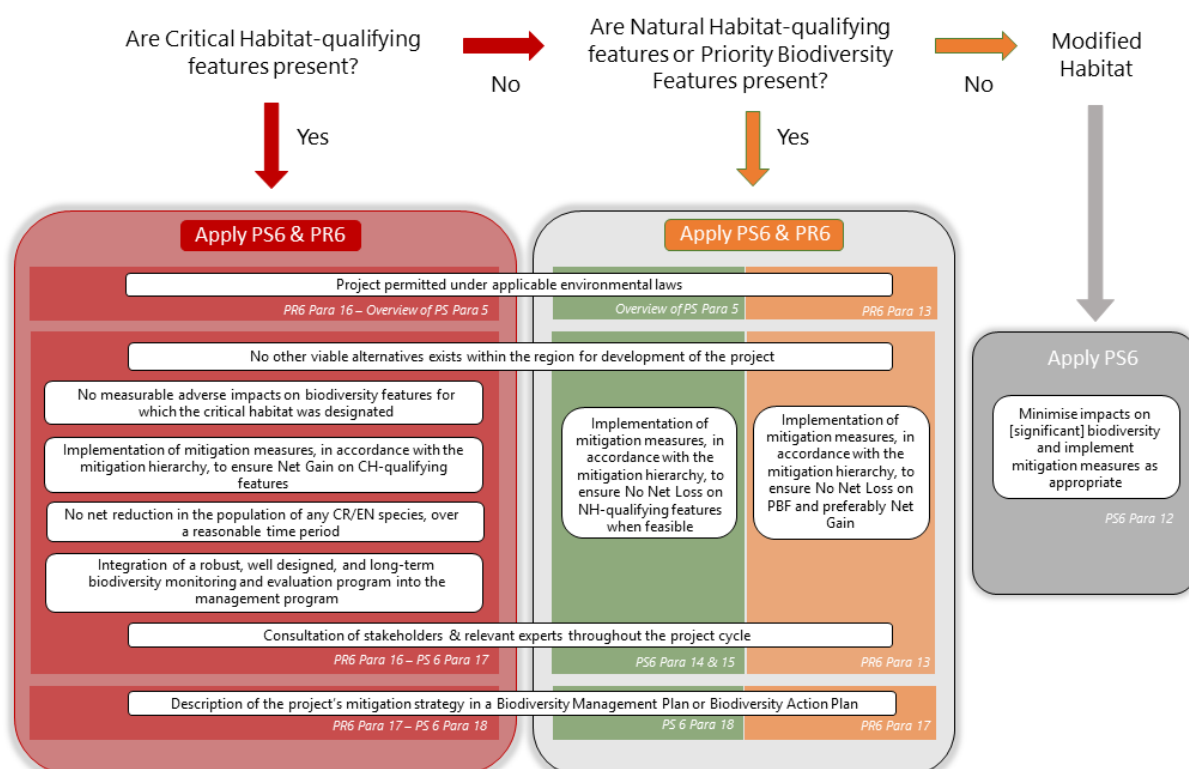 Are Critical Habitat-qualifying
features present?
No
Are Natural Habitat-qualifying
features or Priority Biodiversity
Features present?
No
Modified
Habitat
Yes
Yes
Apply PS6 & PR6
Apply PS6 & PR6
Project permitted under applicable environmental laws
PR6 Para 16 – Overview of PS Para 5
Overview of PS Para 5
PR6 Para 13
No other viable alternatives exists within the region for development of the project
No measurable adverse impacts on biodiversity features for
which the critical habitat was designated
Implementation of mitigation measures, in accordance with the
mitigation hierarchy, to ensure Net Gain on CH-qualifying
features
No net reduction in the population of any CR/EN species, over
a reasonable time period
Integration of a robust, well designed, and long-term
biodiversity monitoring and evaluation program into the
management program
Implementation of
mitigation measures, in
accordance with the
mitigation hierarchy, to
ensure No Net Loss on
NH-qualifying features
when feasible
Implementation of
mitigation measures, in
accordance with the
mitigation hierarchy, to
ensure No Net Loss on
PBF and preferably Net
Gain
Consultation of stakeholders & relevant experts throughout the project cycle
PR6 Para 16 – PS 6 Para 17
PS6 Para 14 & 15
PR6 Para 13
Description of the project's mitigation strategy in a Biodiversity Management Plan or Biodiversity Action Plan
PR6 Para 17 – PS 6 Para 18
PS 6 Para 18
PR6 Para 17
Apply PS6
Minimise impacts on
[significant] biodiversity
and implement
mitigation measures as
appropriate
PS6 Para 12